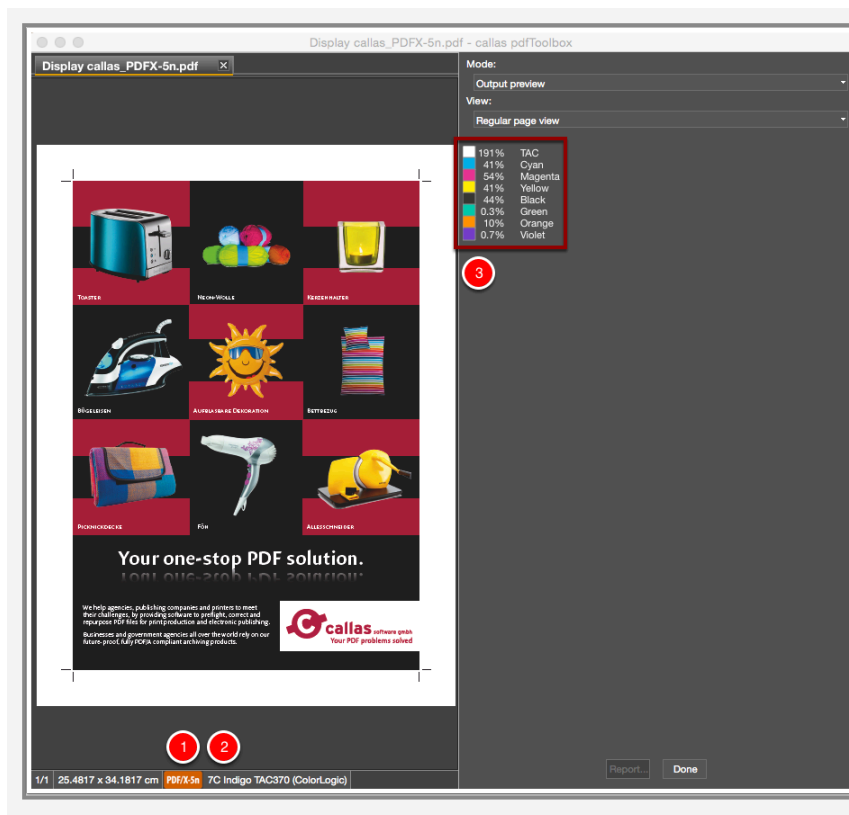 Display callas_PDFX-5n.pdf - callas pdfToolbox
Display callas_PDFX-5n.pdf
Mode:
Output preview
View:
Regular page view
191% TAC
41% Cyan
54% Magenta
41% Yellow
44% Black
0.3% Green
10% Orange
0.7% Violet
3
TOASTER
NEON-WOLLE
KERZENHALTER
BÜGELEISEN
AUFBLASBARE DEKORATION
BETTBEZUG
PICKNICKDECKE
FÖN
ALLESSCHNEIDER
Your one-stop PDF solution.
We help agencies, publishing companies and printers to meet
their challenges, by providing software to preflight, correct and
repurpose PDF files for print production and electronic publishing.
Businesses and government agencies all over the world rely on our
future-proof, fully PDF/A compliant archiving products.
callas software gmbh
Your PDF problems solved
1
2
1/1
25.4817 x 34.1817 cm
PDF/X-5n
7C Indigo TAC370 (ColorLogic)
Report...
Done